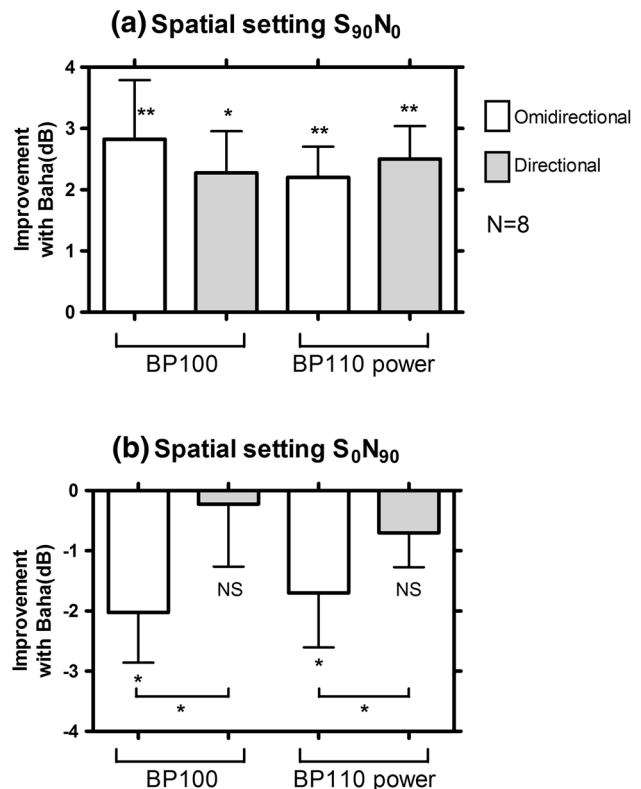 (a) Spatial setting S₉₀N₀
Improvement
with Baha(dB)
4
3
2
1
0
**
*
**
**
Omidirectional
Directional
N=8
BP100
BP110 power
(b) Spatial setting S₀N₉₀
Improvement
with Baha(dB)
0
-1
-2
-3
-4
NS
NS
*
*
*
*
BP100
BP110 power